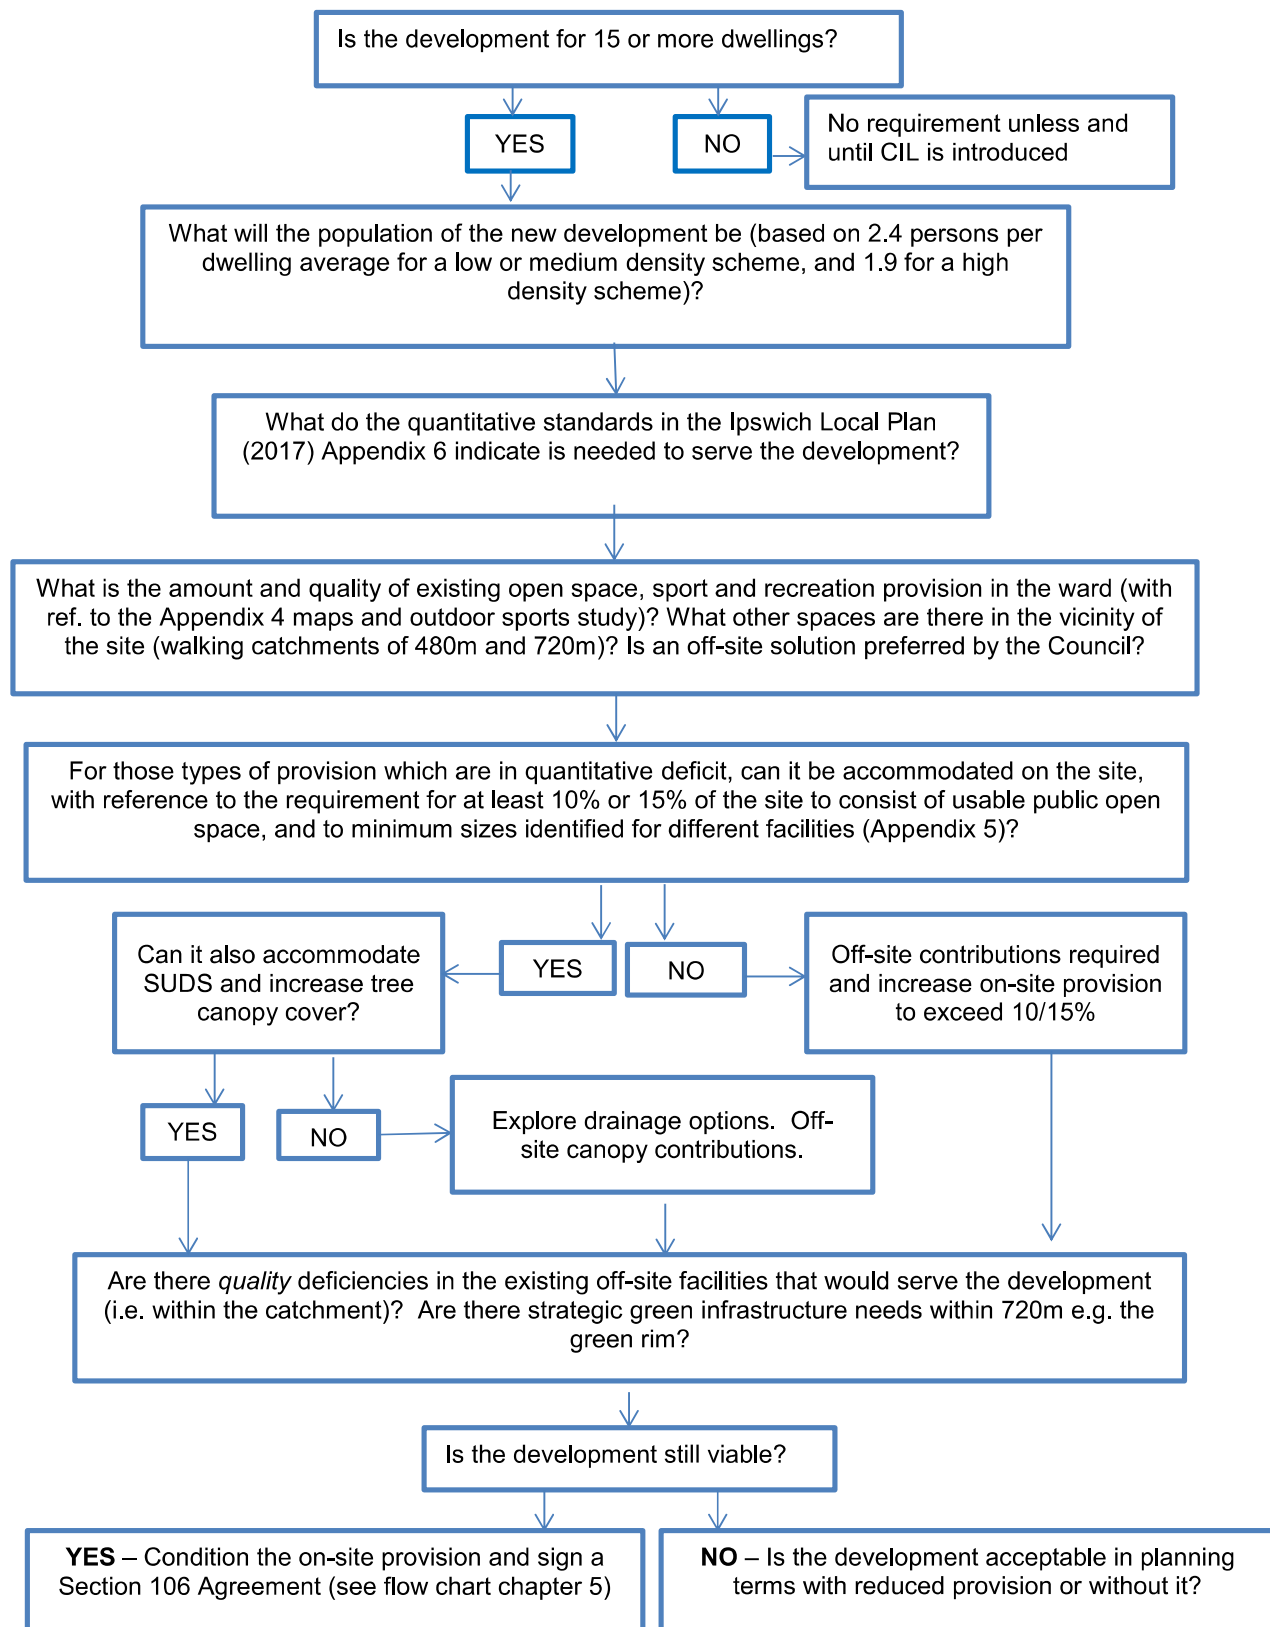 Is the development for 15 or more dwellings?
YES
NO
No requirement unless and
until CIL is introduced
What will the population of the new development be (based on 2.4 persons per
dwelling average for a low or medium density scheme, and 1.9 for a high
density scheme)?
What do the quantitative standards in the Ipswich Local Plan
(2017) Appendix 6 indicate is needed to serve the development?
What is the amount and quality of existing open space, sport and recreation provision in the ward (with
ref. to the Appendix 4 maps and outdoor sports study)? What other spaces are there in the vicinity of
the site (walking catchments of 480m and 720m)? Is an off-site solution preferred by the Council?
For those types of provision which are in quantitative deficit, can it be accommodated on the site,
with reference to the requirement for at least 10% or 15% of the site to consist of usable public open
space, and to minimum sizes identified for different facilities (Appendix 5)?
Can it also accommodate
SUDS and increase tree
canopy cover?
YES
NO
Off-site contributions required
and increase on-site provision
to exceed 10/15%
YES
NO
Explore drainage options.  Off-
site canopy contributions.
Are there quality deficiencies in the existing off-site facilities that would serve the development
(i.e. within the catchment)?  Are there strategic green infrastructure needs within 720m e.g. the
green rim?
Is the development still viable?
YES – Condition the on-site provision and sign a
Section 106 Agreement (see flow chart chapter 5)
NO – Is the development acceptable in planning
terms with reduced provision or without it?